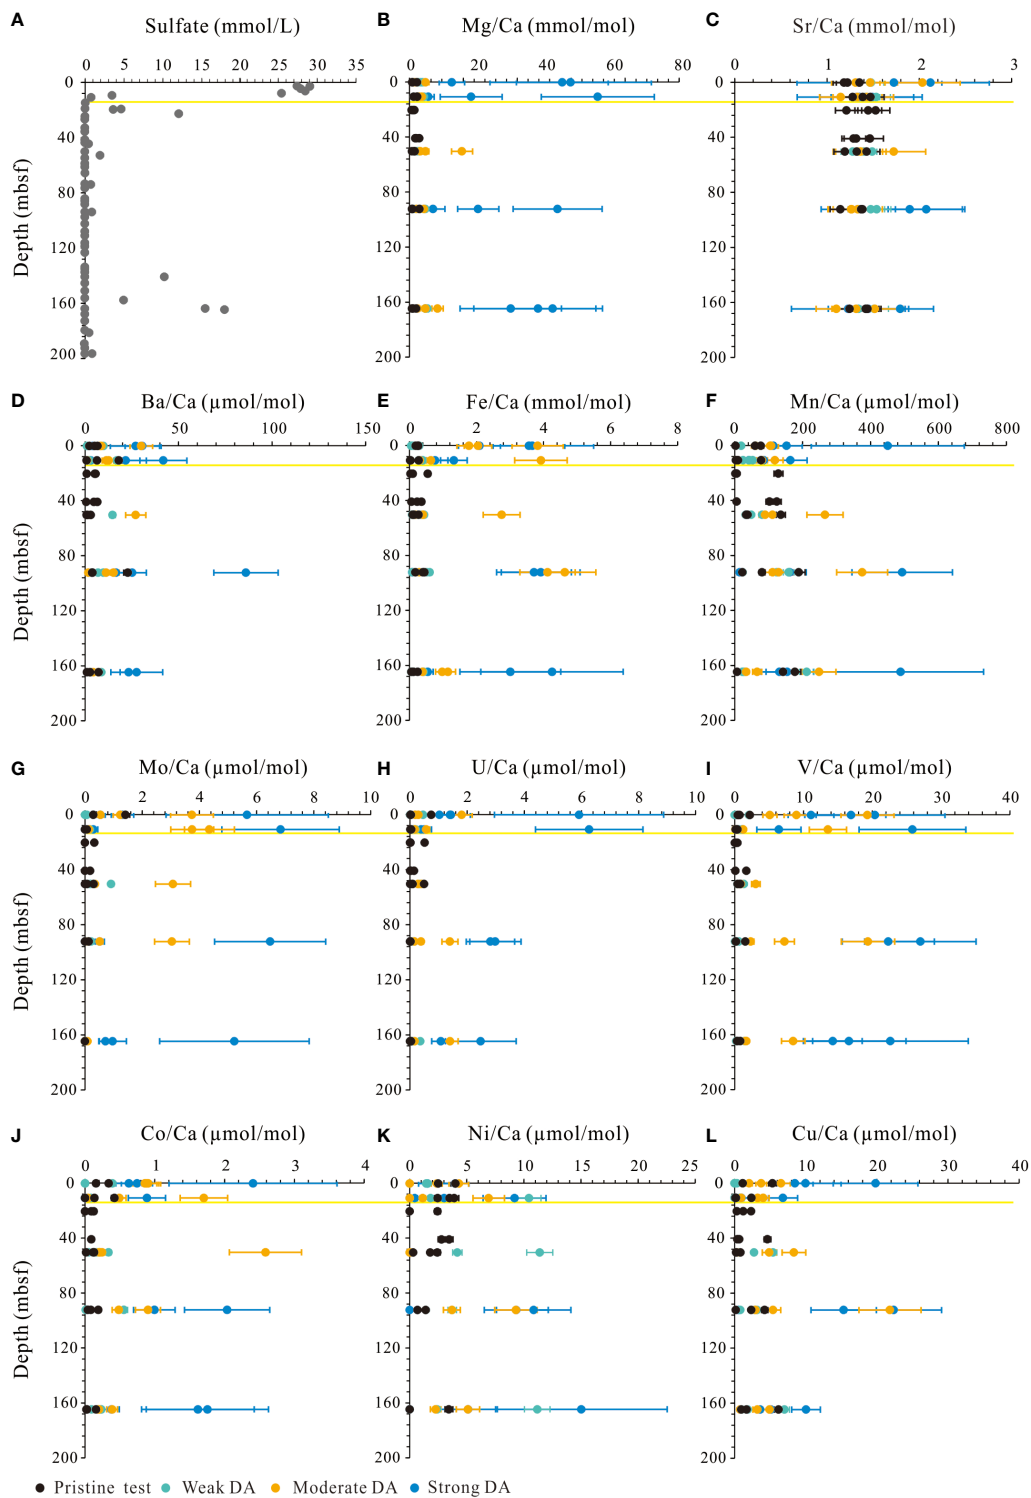 A Sulfate (mmol/L) B Mg/Ca (mmol/mol) C Sr/Ca (mmol/mol)
0 5 10 15 20 25 30 35 0 20 40 60 80 0 1 2 3
0 0 0
40 40 40
80 80 80
120 120 120
160 160 160
200 200 200
Depth (mbsf)
D Ba/Ca (µmol/mol) E Fe/Ca (mmol/mol) F Mn/Ca (µmol/mol)
0 50 100 150 0 2 4 6 8 0 200 400 600 800
0 0 0
40 40 40
80 80 80
120 120 120
160 160 160
200 200 200
Depth (mbsf)
G Mo/Ca (µmol/mol) H U/Ca (µmol/mol) I V/Ca (µmol/mol)
0 2 4 6 8 10 0 2 4 6 8 10 0 10 20 30 40
0 0 0
40 40 40
80 80 80
120 120 120
160 160 160
200 200 200
Depth (mbsf)
J Co/Ca (µmol/mol) K Ni/Ca (µmol/mol) L Cu/Ca (µmol/mol)
0 1 2 3 4 0 5 10 15 20 25 0 10 20 30 40
0 0 0
40 40 40
80 80 80
120 120 120
160 160 160
200 200 200
Depth (mbsf)
Pristine test Weak DA Moderate DA Strong DA